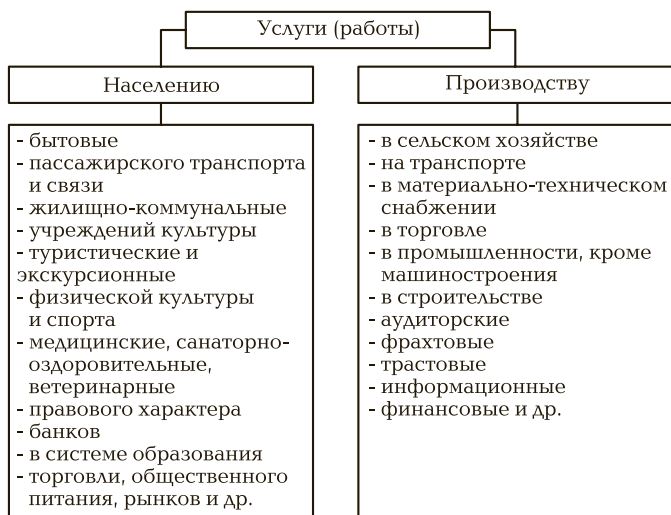 Услуги (работы)
Населению
- бытовые
- пассажирского транспорта
и связи
- жилищно-коммунальные
- учреждений культуры
- туристические и
экскурсионные
- физической культуры
и спорта
- медицинские, санаторно-
оздоровительные,
ветеринарные
- правового характера
- банков
- в системе образования
- торговли, общественного
питания, рынков и др.
Производству
- в сельском хозяйстве
- на транспорте
- в материально-техническом
снабжении
- в торговле
- в промышленности, кроме
машиностроения
- в строительстве
- аудиторские
- фрахтовые
- трастовые
- информационные
- финансовые и др.